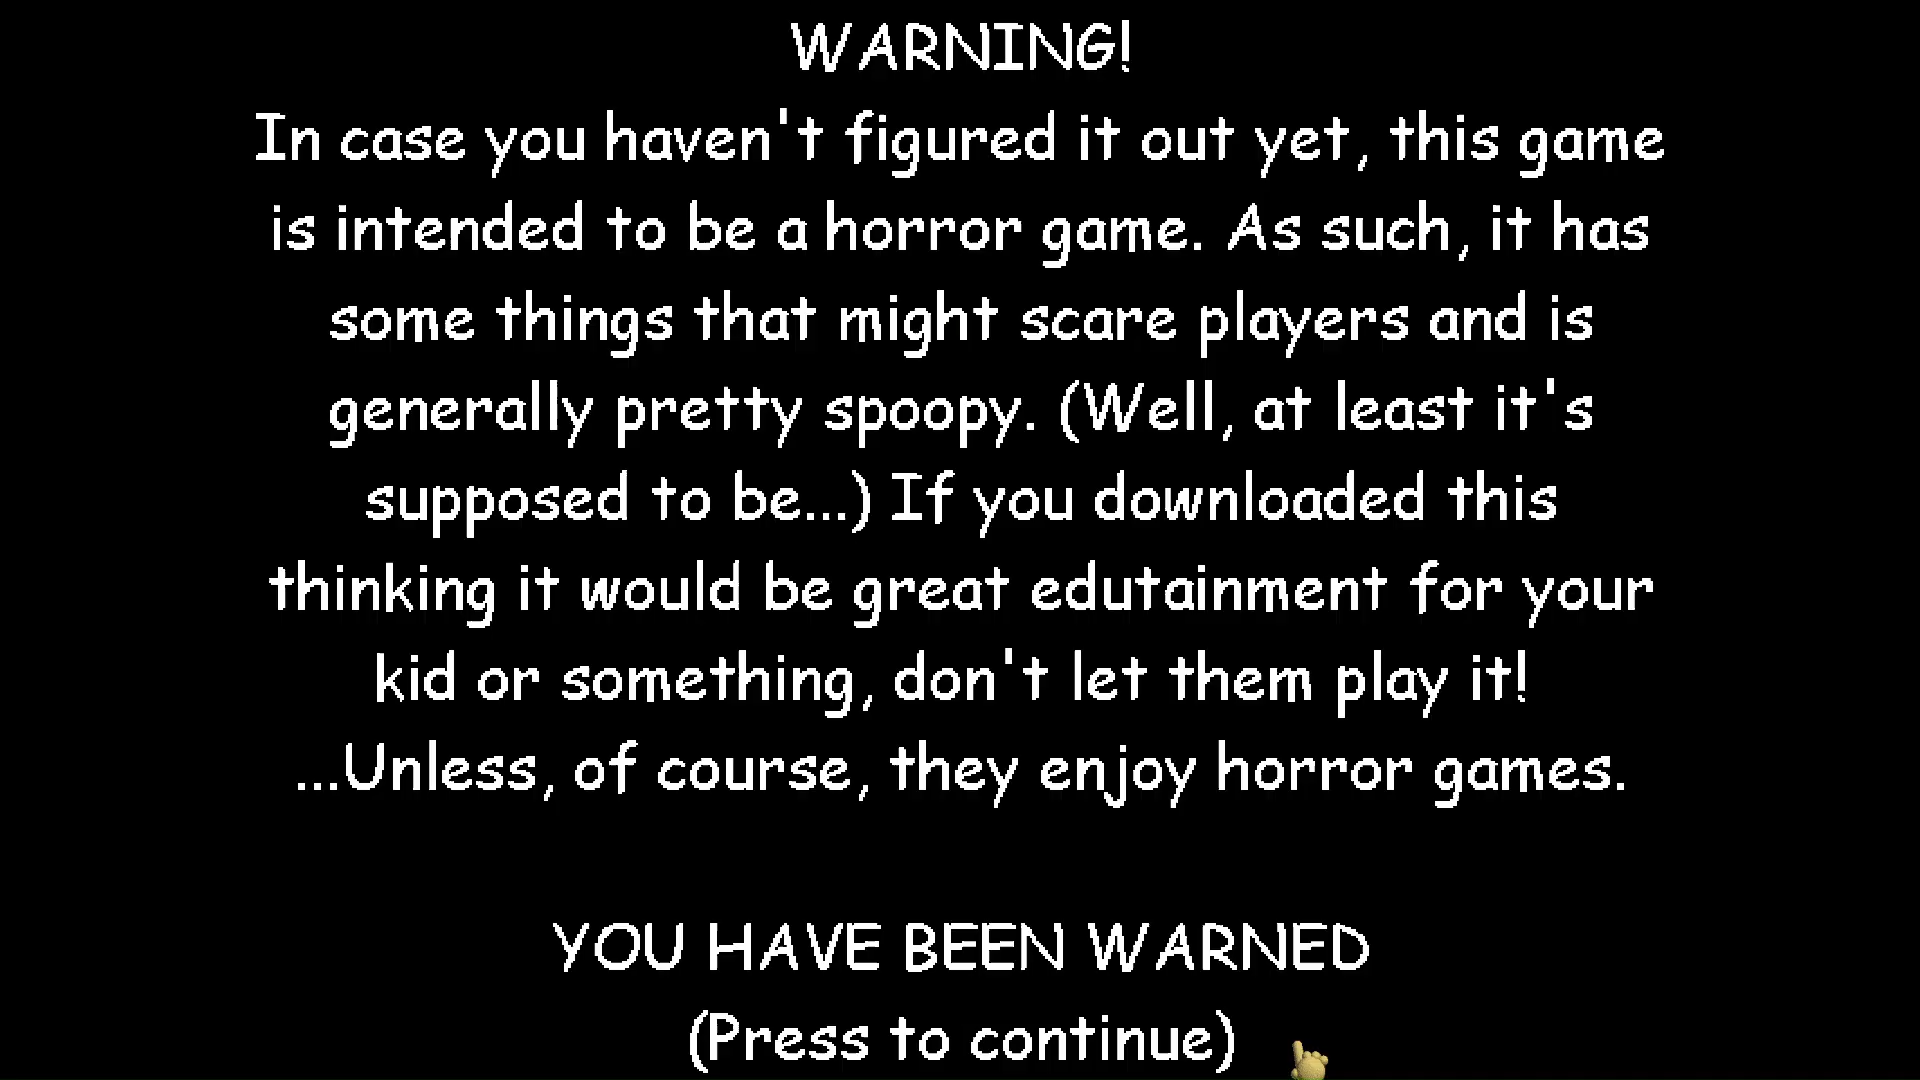 WARNING!
In case you haven't figured it out yet, this game
is intended to be a horror game. As such, it has
some things that might scare players and is
generally pretty spoopy. (Well, at least it's
supposed to be...) If you downloaded this
thinking it would be great edutainment for your
kid or something, don't let them play it!
...Unless, of course, they enjoy horror games.
YOU HAVE BEEN WARNED
(Press to continue)